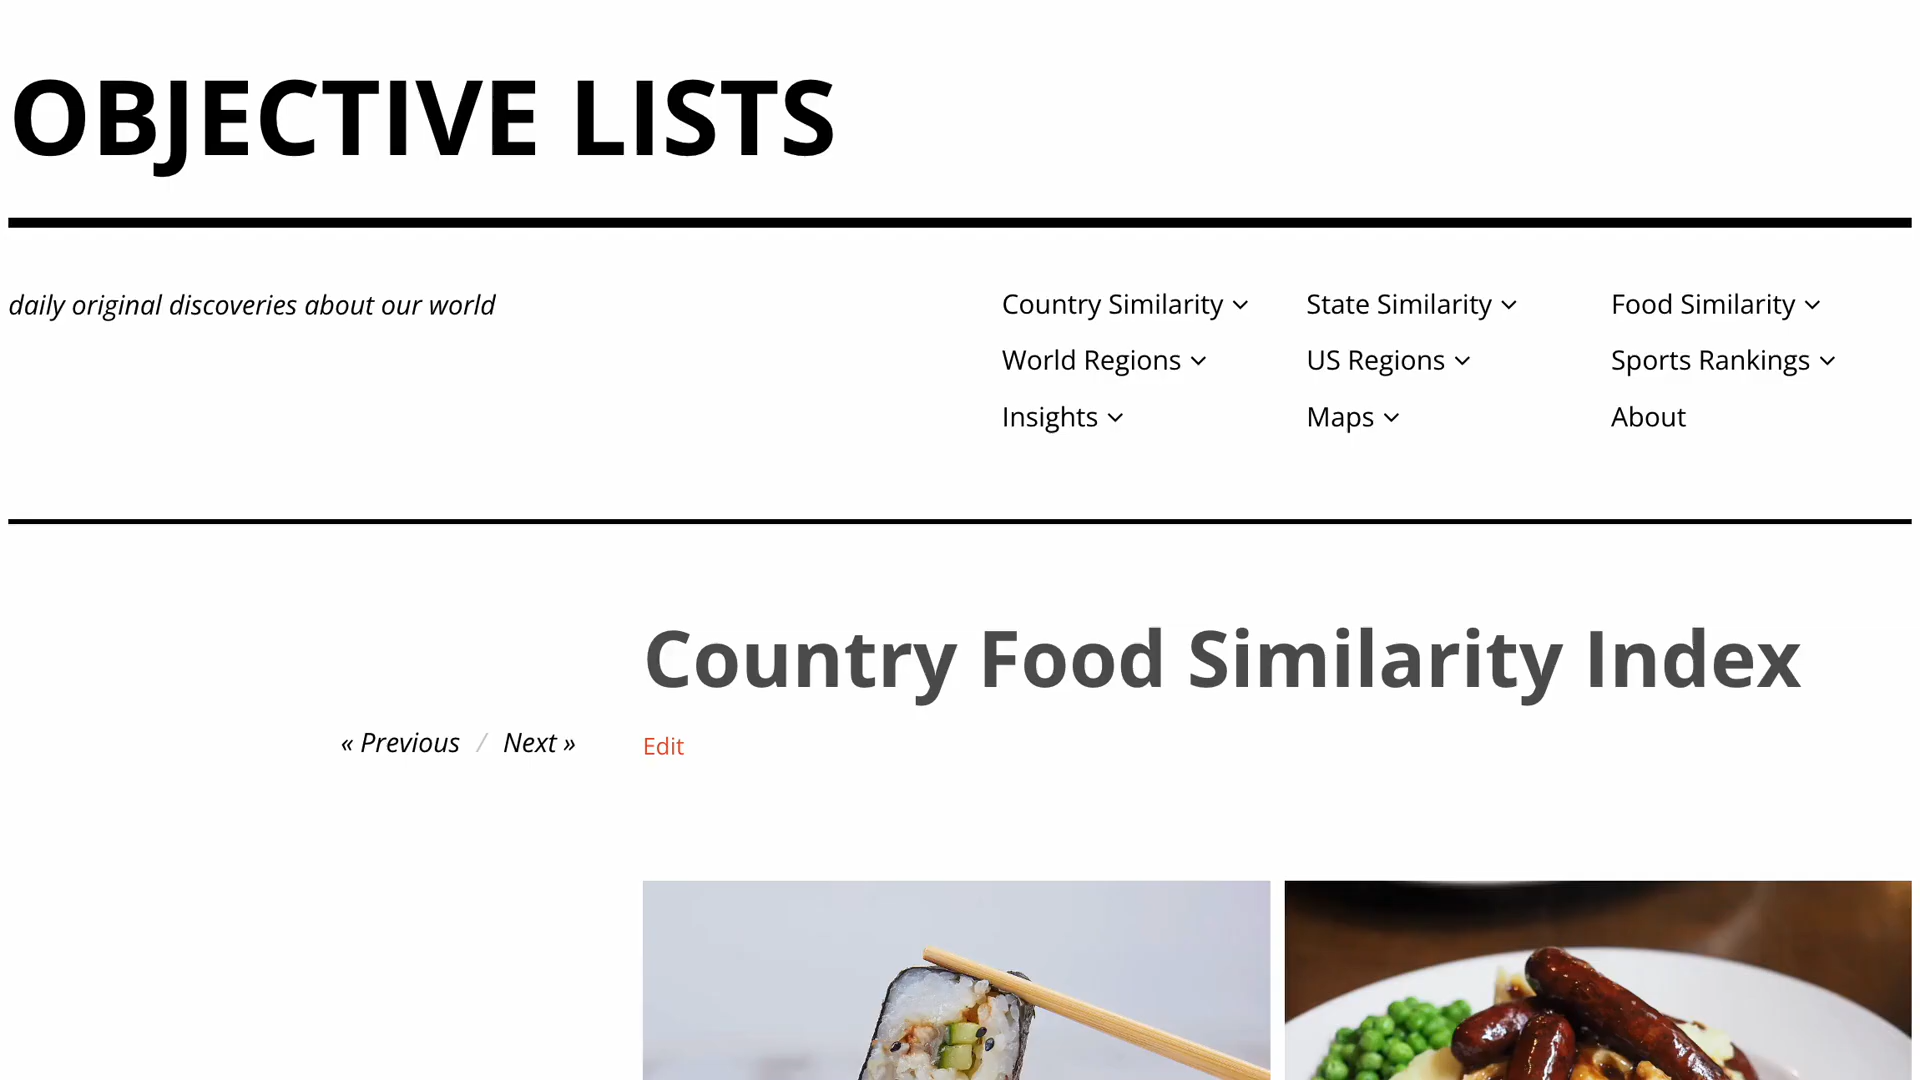 OBJECTIVE LISTS
daily original discoveries about our world
Country Similarity
State Similarity
Food Similarity
World Regions
US Regions
Sports Rankings
Insights
Maps
About
Country Food Similarity Index
« Previous / Next »
Edit